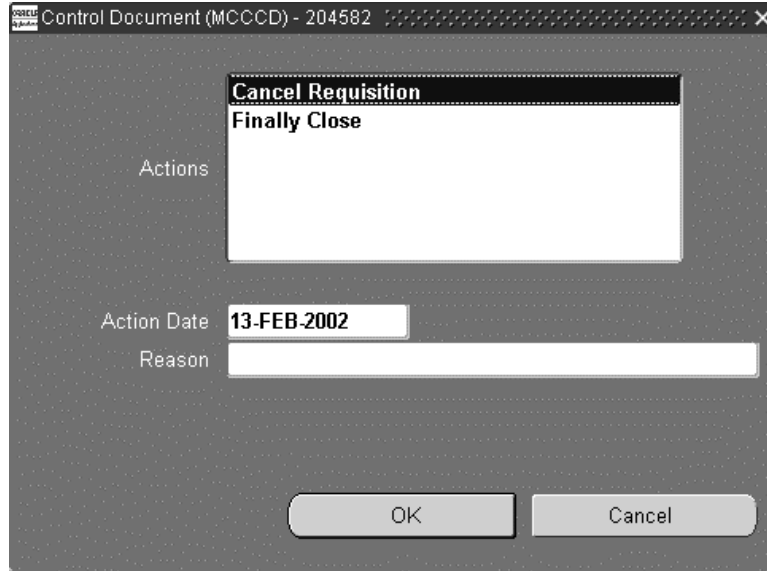 Control Document (MCCCD) - 204582
Cancel Requisition
Finally Close
Actions
Action Date 13-FEB-2002
Reason
OK Cancel